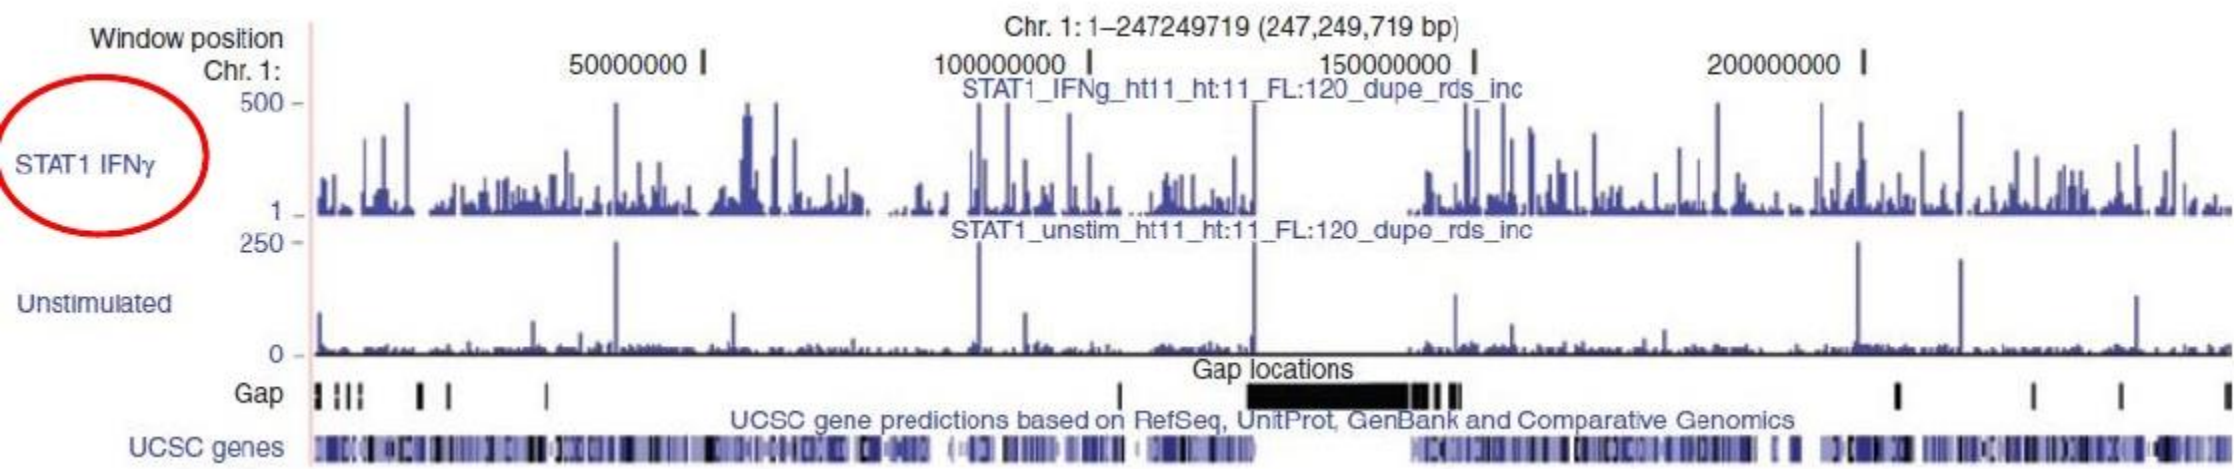 Chr. 1: 1–247249719 (247,249,719 bp)
Window position
Chr. 1:
50000000
100000000
150000000
200000000
STAT1_IFNg_ht11_ht:11_FL:120_dupe_rds_inc
500
STAT1 IFNγ
1
STAT1_unstim_ht11_ht:11_FL:120_dupe_rds_inc
250
Unstimulated
0
Gap locations
Gap
UCSC gene predictions based on RefSeq, UnitProt, GenBank and Comparative Genomics
UCSC genes